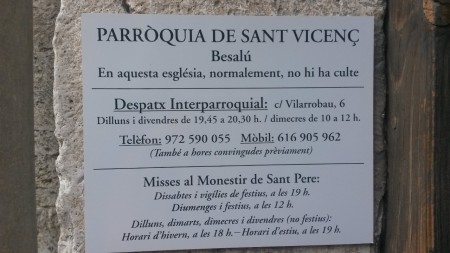 PARRÒQUIA DE SANT VICENÇ
Besalú
En aquesta església, normalment, no hi ha culte
Despatx Interparroquial: c/ Vilarrobau, 6
Dilluns i divendres de 19,45 a 20,30 h. / dimecres de 10 a 12 h.
Telèfon: 972 590 055 Mòbil: 616 905 962
(També a hores convingudes prèviament)
Misses al Monestir de Sant Pere:
Dissabtes i vigílies de festius, a les 19 h.
Diumenges i festius, a les 12 h.
Dilluns, dimarts, dimecres i divendres (no festius):
Horari d'hivern, a les 18 h.–Horari d'estiu, a les 19 h.